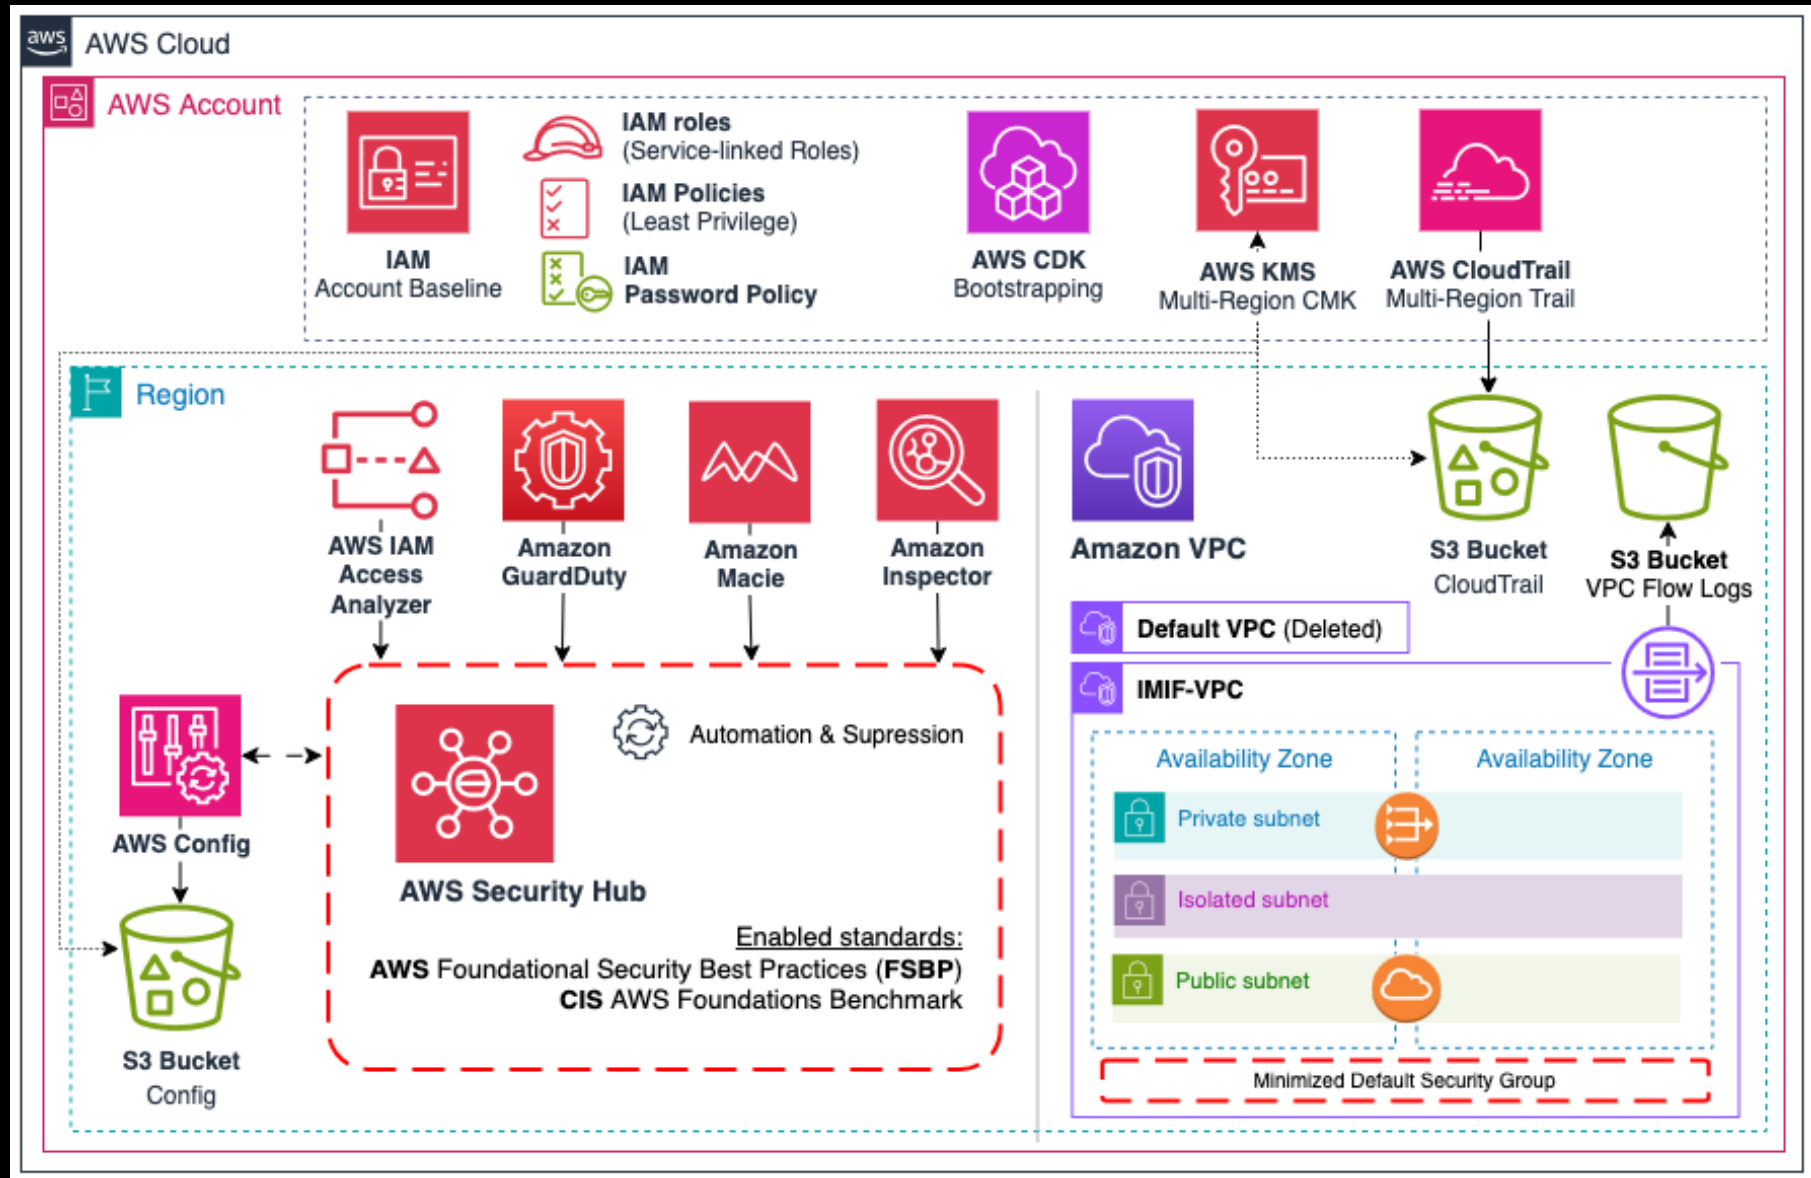 aws
AWS Cloud
AWS Account
IAM
Account Baseline
IAM roles
(Service-linked Roles)
IAM Policies
(Least Privilege)
IAM
Password Policy
AWS CDK
Bootstrapping
AWS KMS
Multi-Region CMK
AWS CloudTrail
Multi-Region Trail
Region
AWS IAM
Access
Analyzer
Amazon
GuardDuty
Amazon
Macie
Amazon
Inspector
Amazon VPC
S3 Bucket
CloudTrail
S3 Bucket
VPC Flow Logs
Default VPC (Deleted)
IMIF-VPC
Automation & Supression
AWS Config
AWS Security Hub
Enabled standards:
AWS Foundational Security Best Practices (FSBP)
CIS AWS Foundations Benchmark
S3 Bucket
Config
Availability Zone
Availability Zone
Private subnet
Isolated subnet
Public subnet
Minimized Default Security Group